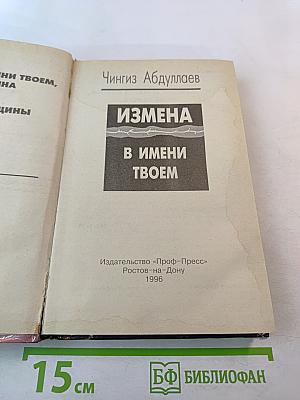 НИ ТВОЕМ,
НА
ЩИНЫ
Чингиз Абдуллаев
ИЗМЕНА
В ИМЕНИ
ТВОЕМ
Издательство «Проф-Пресс»
Ростов-на-Дону
1996
15 см
БФ БИБЛИОФАН